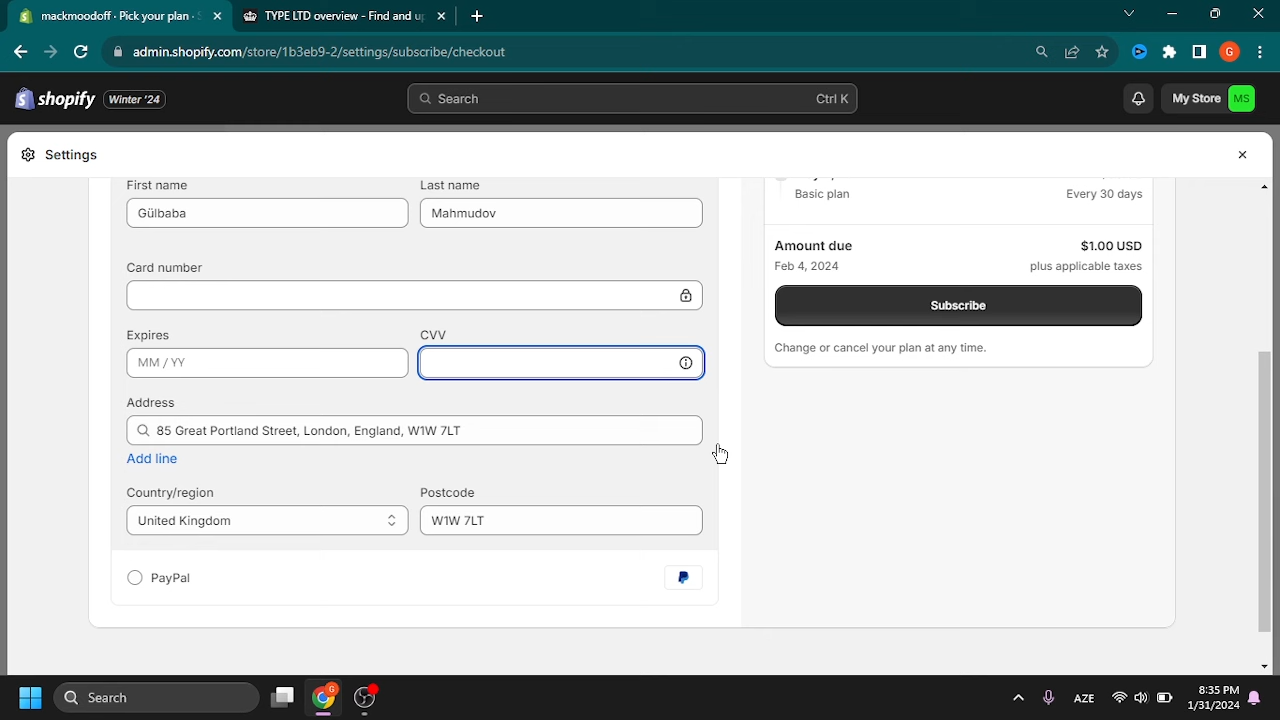 mackmoodoff · Pick your plan · S
TYPE LTD overview - Find and up
admin.shopify.com/store/1b3eb9-2/settings/subscribe/checkout
G
shopify Winter '24
Search Ctrl K
My Store MS
Settings
First name Last name
Gülbaba Mahmudov
Card number
Expires CVV
MM / YY
Address
85 Great Portland Street, London, England, W1W 7LT
Add line
Country/region Postcode
United Kingdom W1W 7LT
PayPal
Basic plan Every 30 days
Amount due $1.00 USD
Feb 4, 2024 plus applicable taxes
Subscribe
Change or cancel your plan at any time.
Search
G
AZE
8:35 PM
1/31/2024